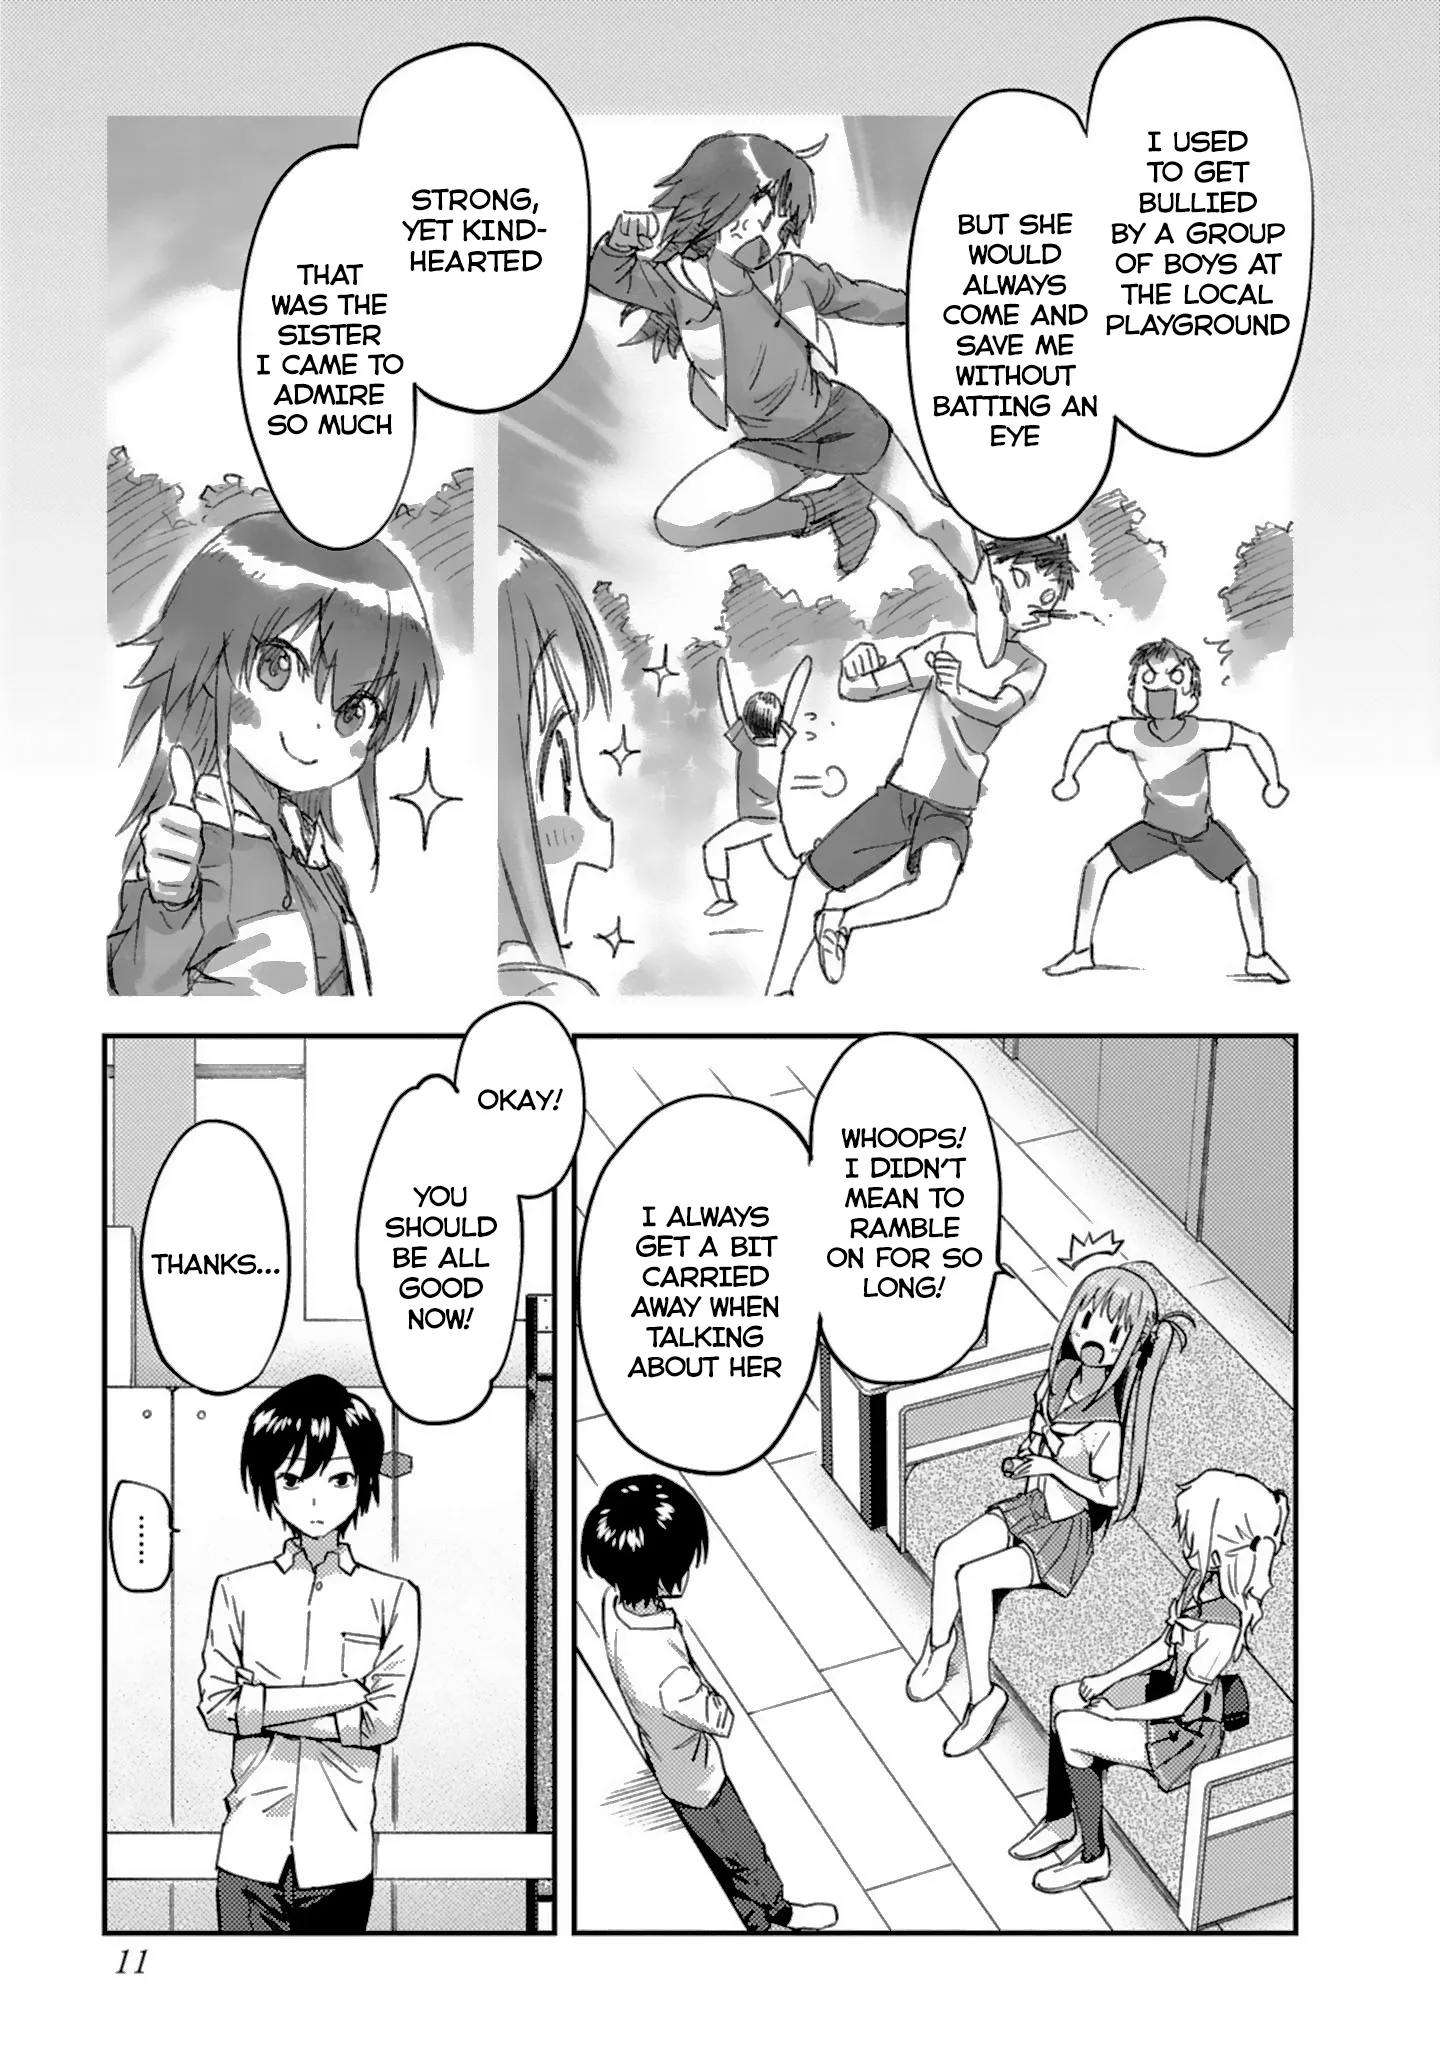 I USED
TO GET
BULLIED
BY A GROUP
OF BOYS AT
THE LOCAL
PLAYGROUND
BUT SHE
WOULD
ALWAYS
COME AND
SAVE ME
WITHOUT
BATTING AN
EYE
STRONG,
YET KIND-
HEARTED
THAT
WAS THE
SISTER
I CAME TO
ADMIRE
SO MUCH
WHOOPS!
I DIDN'T
MEAN TO
RAMBLE
ON FOR SO
LONG!
I ALWAYS
GET A BIT
CARRIED
AWAY WHEN
TALKING
ABOUT HER
OKAY!
YOU
SHOULD
BE ALL
GOOD
NOW!
THANKS...
......
11